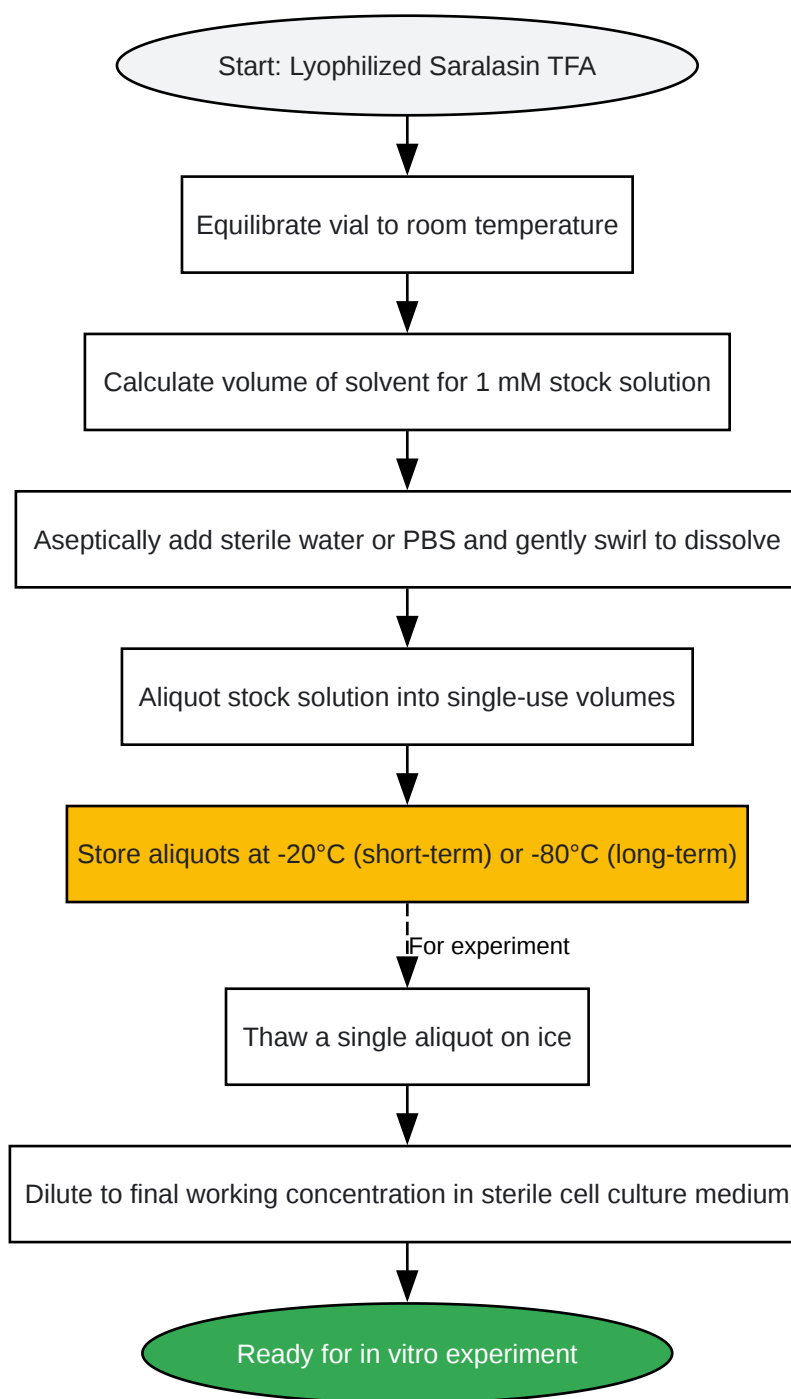 Start: Lyophilized Saralasin TFA
Equilibrate vial to room temperature
Calculate volume of solvent for 1 mM stock solution
Aseptically add sterile water or PBS and gently swirl to dissolve
Aliquot stock solution into single-use volumes
Store aliquots at -20°C (short-term) or -80°C (long-term)
For experiment
Thaw a single aliquot on ice
Dilute to final working concentration in sterile cell culture medium
Ready for in vitro experiment